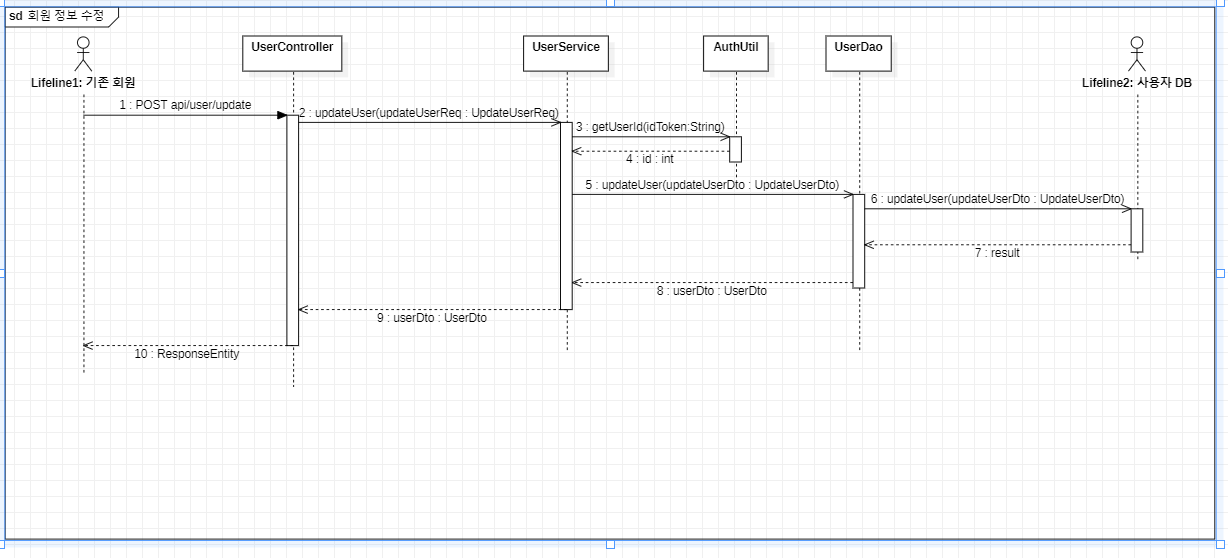 sd 회원 정보 수정
Lifeline1: 기존 회원
UserController
UserService
AuthUtil
UserDao
Lifeline2: 사용자 DB
1 : POST api/user/update
2 : updateUser(updateUserReq : UpdateUserReq)
3 : getUserId(idToken:String)
4 : id : int
5 : updateUser(updateUserDto : UpdateUserDto)
6 : updateUser(updateUserDto : UpdateUserDto)
7 : result
8 : userDto : UserDto
9 : userDto : UserDto
10 : ResponseEntity